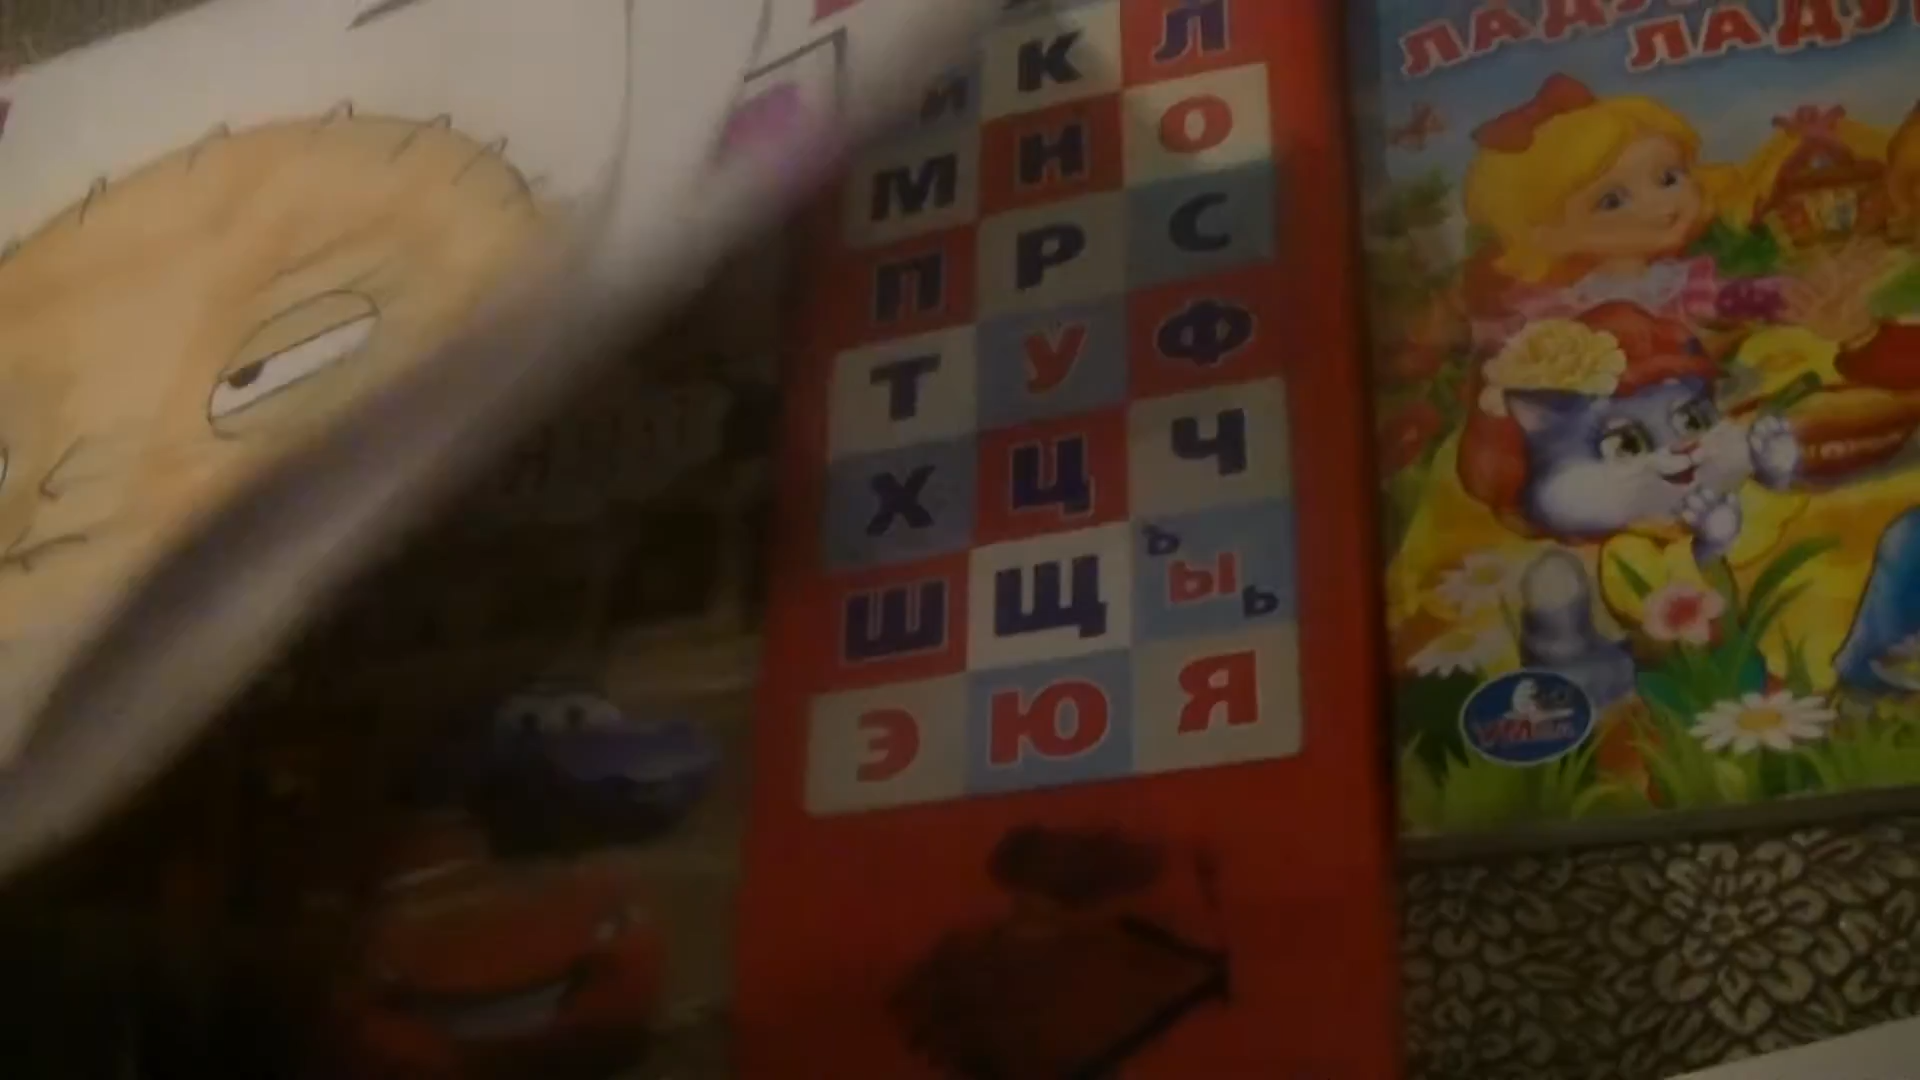 Й К Л
М Н О
П Р С
Т У Ф
Х Ц Ч
Ш Щ Ъ Ы Ь
Э Ю Я
ЛАДУ
ЛАДУ